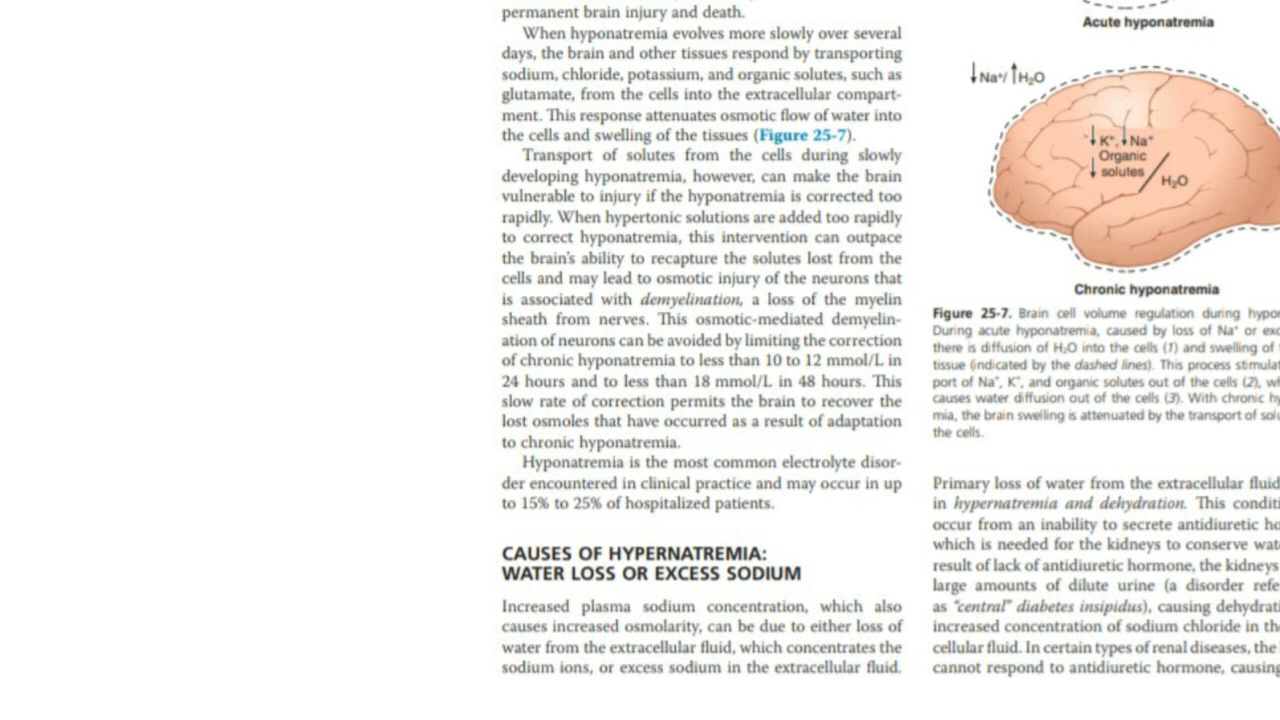 permanent brain injury and death.
When hyponatremia evolves more slowly over several
days, the brain and other tissues respond by transporting
sodium, chloride, potassium, and organic solutes, such as
glutamate, from the cells into the extracellular compart-
ment. This response attenuates osmotic flow of water into
the cells and swelling of the tissues (Figure 25-7).
Transport of solutes from the cells during slowly
developing hyponatremia, however, can make the brain
vulnerable to injury if the hyponatremia is corrected too
rapidly. When hypertonic solutions are added too rapidly
to correct hyponatremia, this intervention can outpace
the brain's ability to recapture the solutes lost from the
cells and may lead to osmotic injury of the neurons that
is associated with demyelination, a loss of the myelin
sheath from nerves. This osmotic-mediated demyelin-
ation of neurons can be avoided by limiting the correction
of chronic hyponatremia to less than 10 to 12 mmol/L in
24 hours and to less than 18 mmol/L in 48 hours. This
slow rate of correction permits the brain to recover the
lost osmoles that have occurred as a result of adaptation
to chronic hyponatremia.
Hyponatremia is the most common electrolyte disor-
der encountered in clinical practice and may occur in up
to 15% to 25% of hospitalized patients.
CAUSES OF HYPERNATREMIA:
WATER LOSS OR EXCESS SODIUM
Increased plasma sodium concentration, which also
causes increased osmolarity, can be due to either loss of
water from the extracellular fluid, which concentrates the
sodium ions, or excess sodium in the extracellular fluid.
Acute hyponatremia
↓Na⁺/↑H₂O
↓K⁺,↓Na⁺
Organic
↓solutes
H₂O
Chronic hyponatremia
Figure 25-7. Brain cell volume regulation during hypo
During acute hyponatremia, caused by loss of Na⁺ or exc
there is diffusion of H₂O into the cells (1) and swelling of
tissue (indicated by the dashed lines). This process stimulat
port of Na⁺, K⁺, and organic solutes out of the cells (2), w
causes water diffusion out of the cells (3). With chronic hy
mia, the brain swelling is attenuated by the transport of sol
the cells.
Primary loss of water from the extracellular fluid
in hypernatremia and dehydration. This conditi
occur from an inability to secrete antidiuretic ho
which is needed for the kidneys to conserve wat
result of lack of antidiuretic hormone, the kidneys
large amounts of dilute urine (a disorder refe
as "central" diabetes insipidus), causing dehydrat
increased concentration of sodium chloride in th
cellular fluid. In certain types of renal diseases, the
cannot respond to antidiuretic hormone, causing